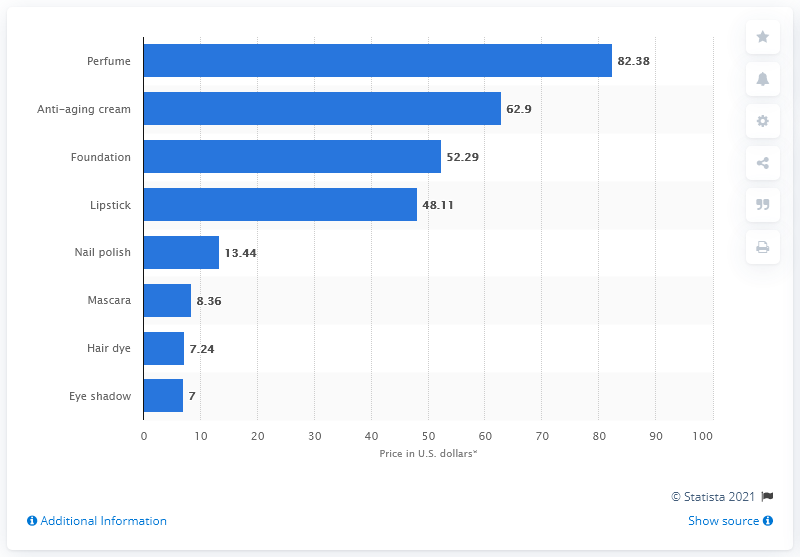 Perfume 82.38
Anti-aging cream 62.9
Foundation 52.29
Lipstick 48.11
Nail polish 13.44
Mascara 8.36
Hair dye 7.24
Eye shadow 7
0 10 20 30 40 50 60 70 80 90 100
Price in U.S. dollars*
© Statista 2021
Additional Information Show source